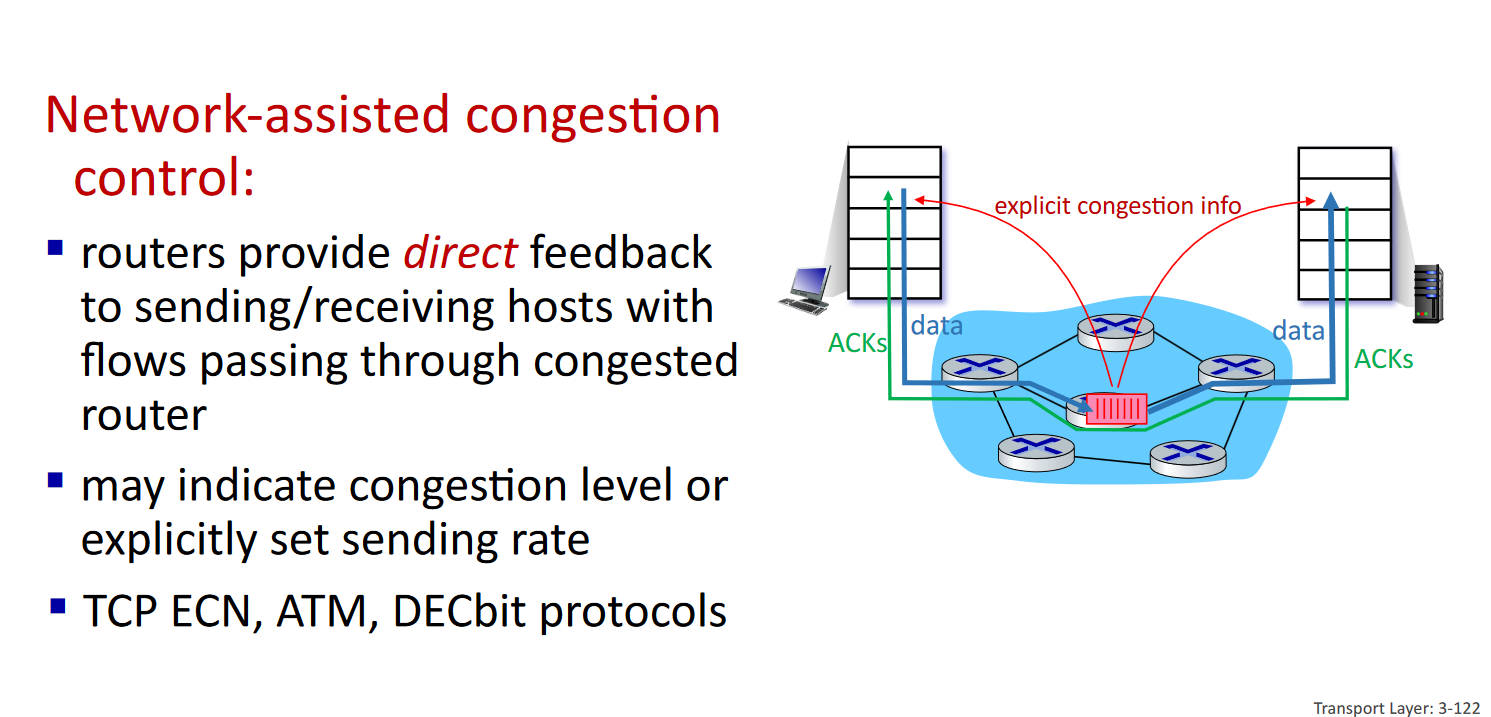 Network-assisted congestion
control:
▪ routers provide direct feedback
to sending/receiving hosts with
flows passing through congested
router
▪ may indicate congestion level or
explicitly set sending rate
▪ TCP ECN, ATM, DECbit protocols
explicit congestion info
data
ACKs
data
ACKs
Transport Layer: 3-122